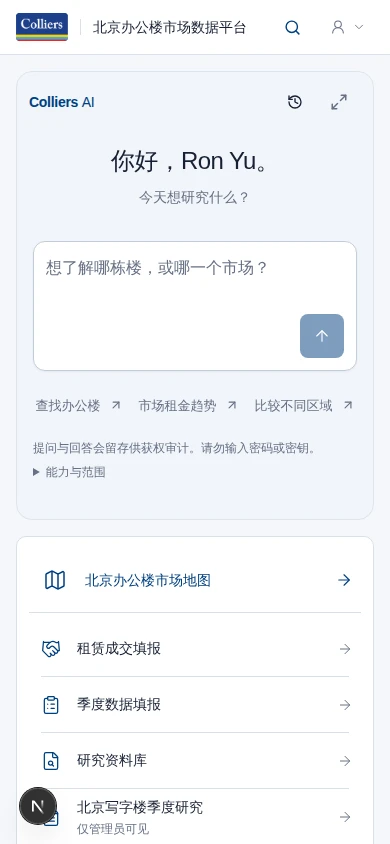 Colliers
北京办公楼市场数据平台
Colliers AI
你好，Ron Yu。
今天想研究什么？
想了解哪栋楼，或哪一个市场？
查找办公楼
市场租金趋势
比较不同区域
提问与回答会留存供获权审计。请勿输入密码或密钥。
能力与范围
北京办公楼市场地图
租赁成交填报
季度数据填报
研究资料库
N
北京写字楼季度研究
仅管理员可见